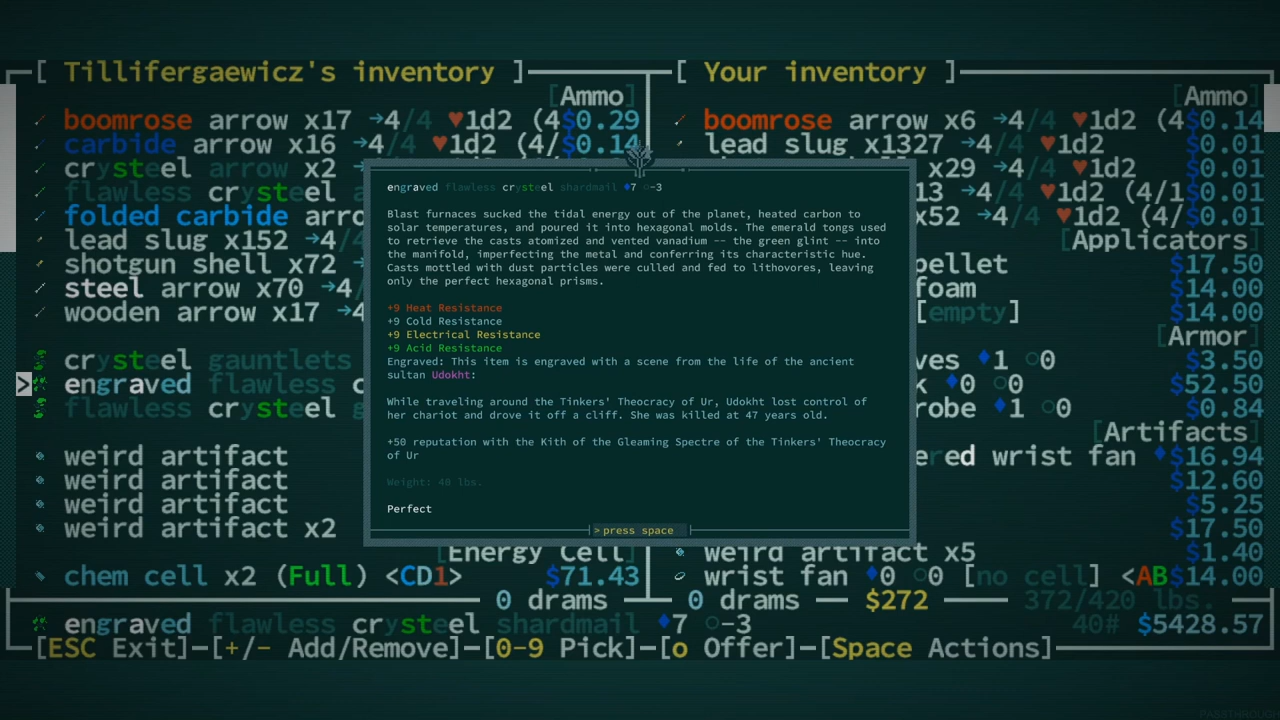 [ Tillifergaewicz's inventory ] [ Your inventory ]
[Ammo] [Ammo]
boomrose arrow x17 →4/4 ♥1d2 (4$0.29 boomrose arrow x6 →4/4 ♥1d2 (4$0.14
carbide arrow x16 →4/4 ♥1d2 (4/$0.14 lead slug x1327 →4/4 ♥1d2 $0.01
crysteel arrow x2 x29 →4/4 ♥1d2 $0.01
flawless crysteel 13 →4/4 ♥1d2 (4/1$0.01
folded carbide arro x52 →4/4 ♥1d2 (4/$0.01
lead slug x152 →4/ [Applicators]
shotgun shell x72 pellet $17.50
steel arrow x70 →4/ foam $14.00
wooden arrow x17 →4 [empty] $14.00
[Armor]
crysteel gauntlets ves ♦1 ○0 $3.50
> engraved flawless c k ♦0 ○0 $52.50
flawless crysteel g robe ♦1 ○0 $0.84
[Artifacts]
weird artifact ered wrist fan ♦$16.94
weird artifact $12.60
weird artifact $5.25
weird artifact x2 $17.50
[Energy Cell] weird artifact x5 $1.40
chem cell x2 (Full) <CD1> $71.43 wrist fan ♦0 ○0 [no cell] <AB$14.00
0 drams 0 drams $272 372/420 lbs.
engraved flawless crysteel shardmail ♦7 ○-3 40# $5428.57
[ESC Exit]-[+/- Add/Remove]-[0-9 Pick]-[o Offer]-[Space Actions]
engraved flawless crysteel shardmail ♦7 ○-3
Blast furnaces sucked the tidal energy out of the planet, heated carbon to
solar temperatures, and poured it into hexagonal molds. The emerald tongs used
to retrieve the casts atomized and vented vanadium -- the green glint -- into
the manifold, imperfecting the metal and conferring its characteristic hue.
Casts mottled with dust particles were culled and fed to lithovores, leaving
only the perfect hexagonal prisms.
+9 Heat Resistance
+9 Cold Resistance
+9 Electrical Resistance
+9 Acid Resistance
Engraved: This item is engraved with a scene from the life of the ancient
sultan Udokht:
While traveling around the Tinkers' Theocracy of Ur, Udokht lost control of
her chariot and drove it off a cliff. She was killed at 47 years old.
+50 reputation with the Kith of the Gleaming Spectre of the Tinkers' Theocracy
of Ur
Weight: 40 lbs.
Perfect
> press space